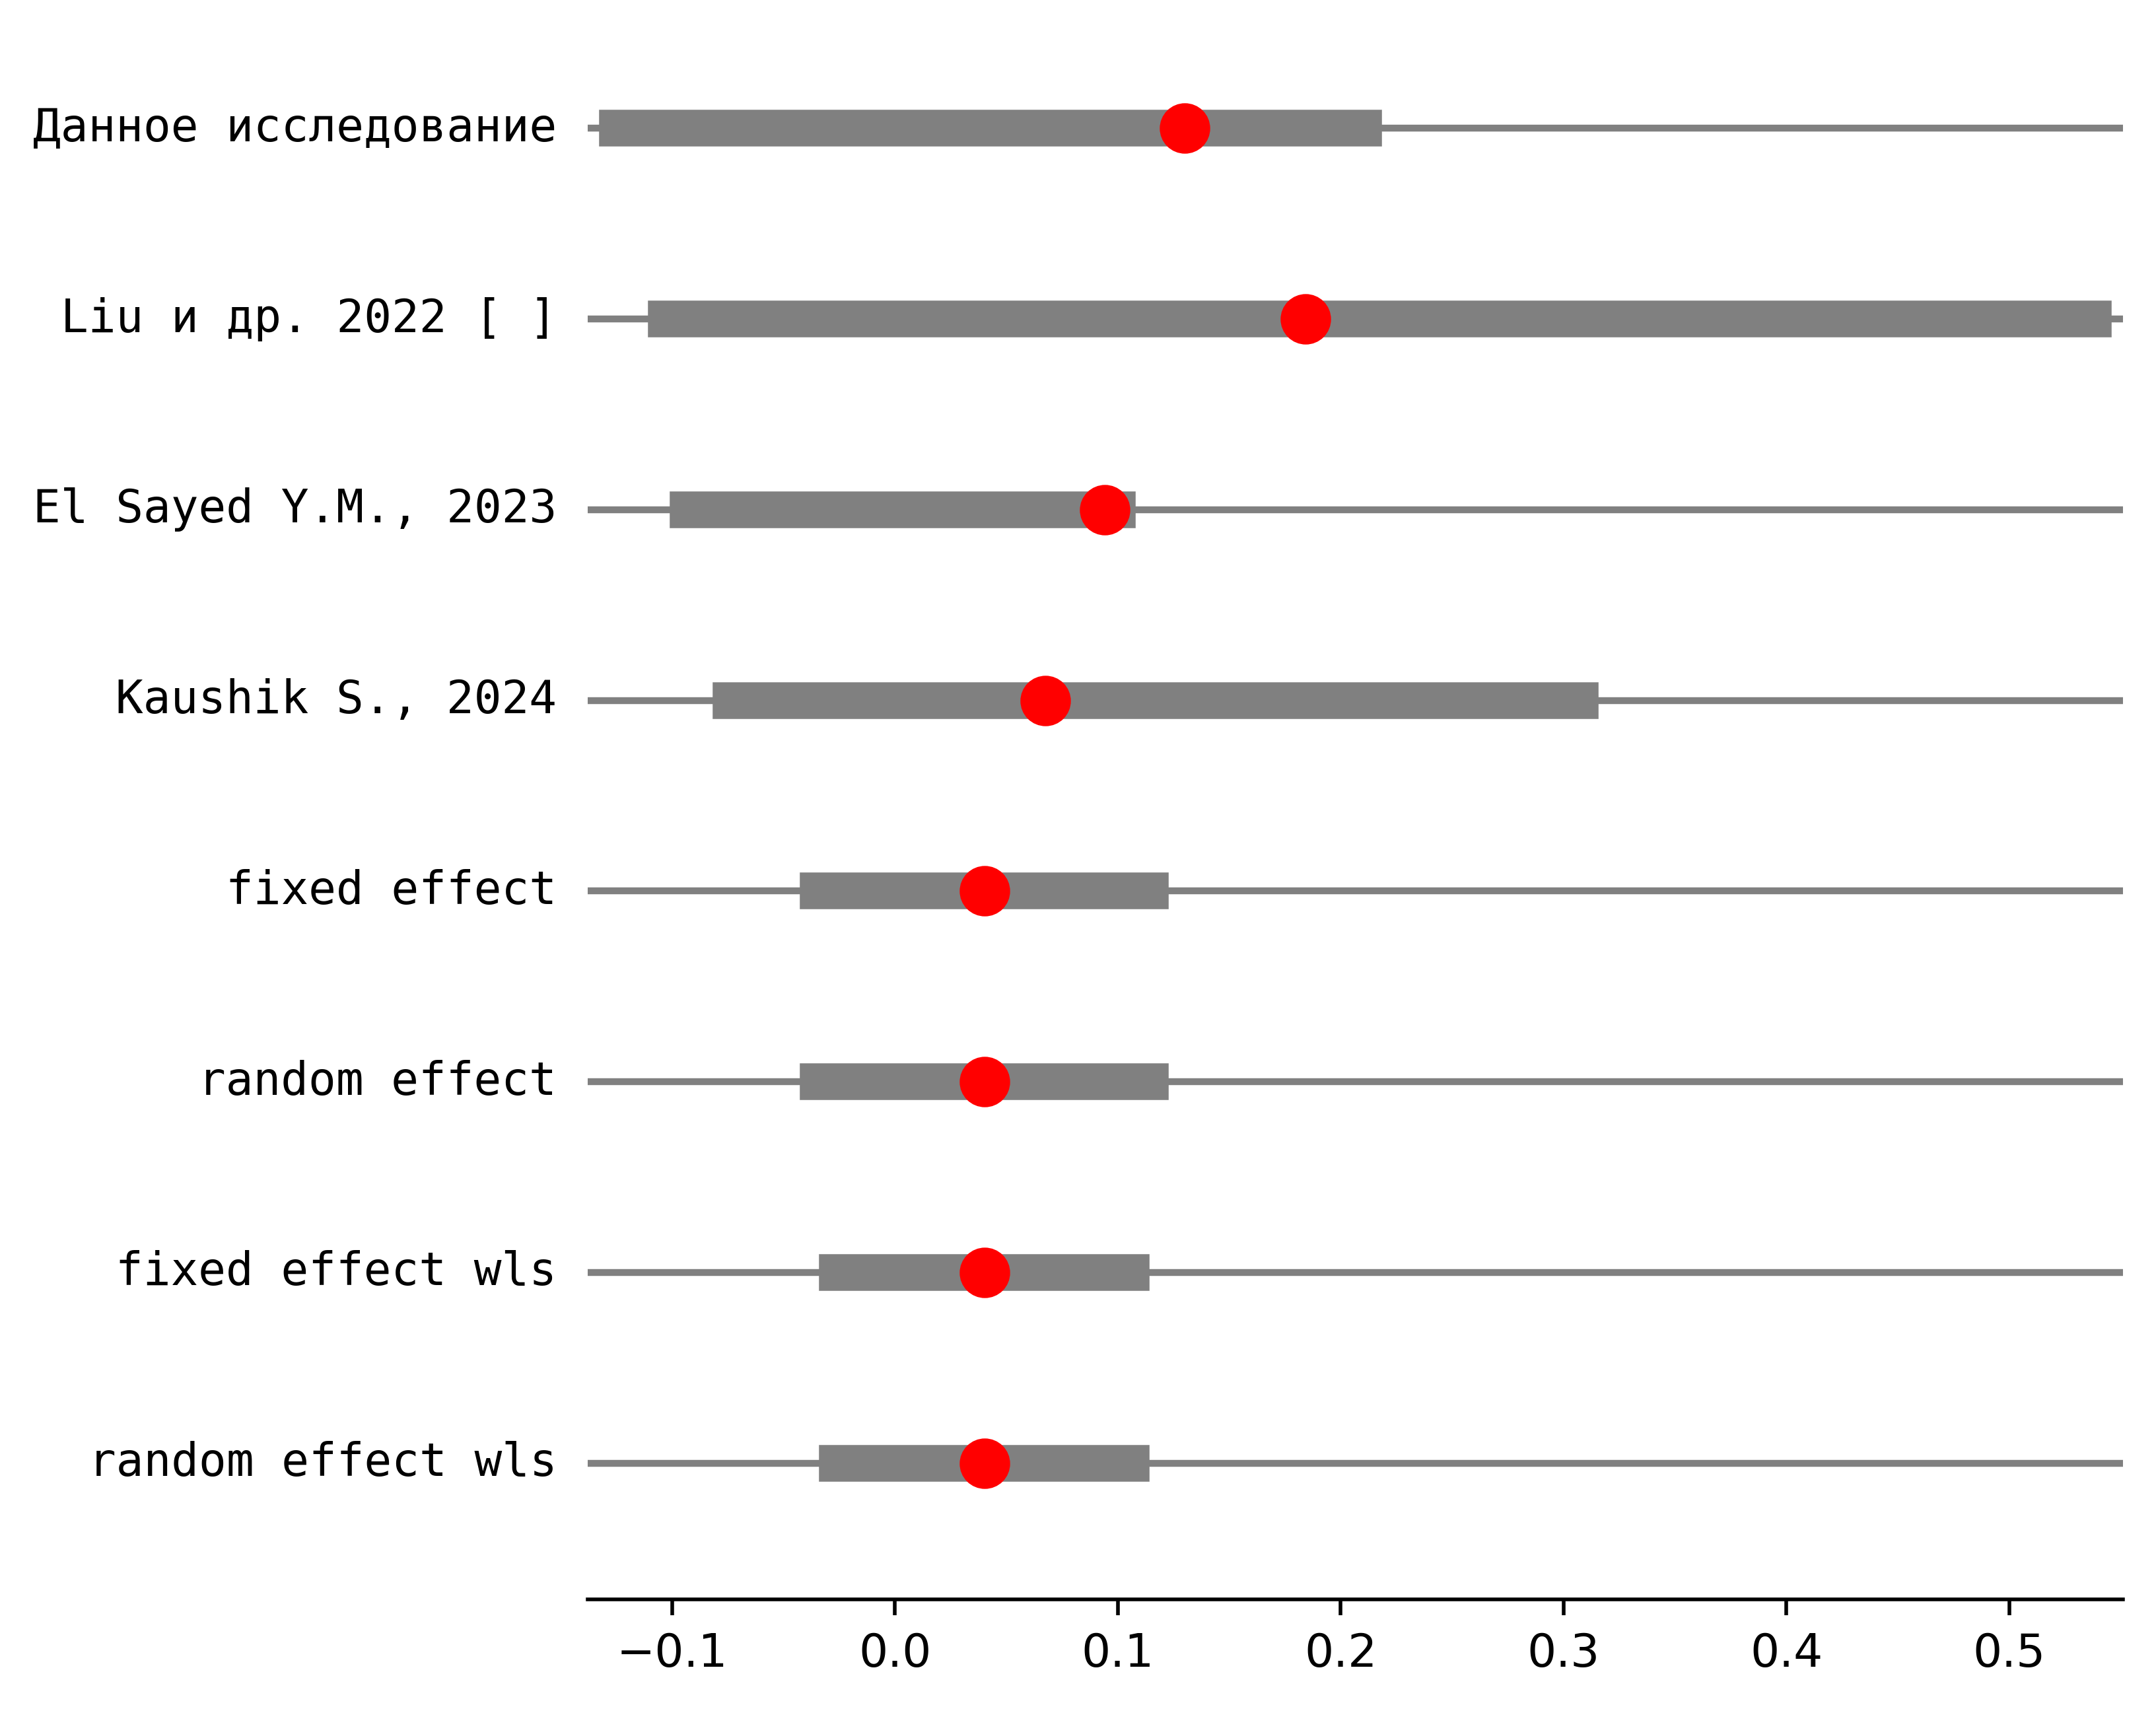 Данное исследование
Liu и др. 2022 [ ]
El Sayed Y.M., 2023
Kaushik S., 2024
fixed effect
random effect
fixed effect wls
random effect wls
−0.1 0.0 0.1 0.2 0.3 0.4 0.5